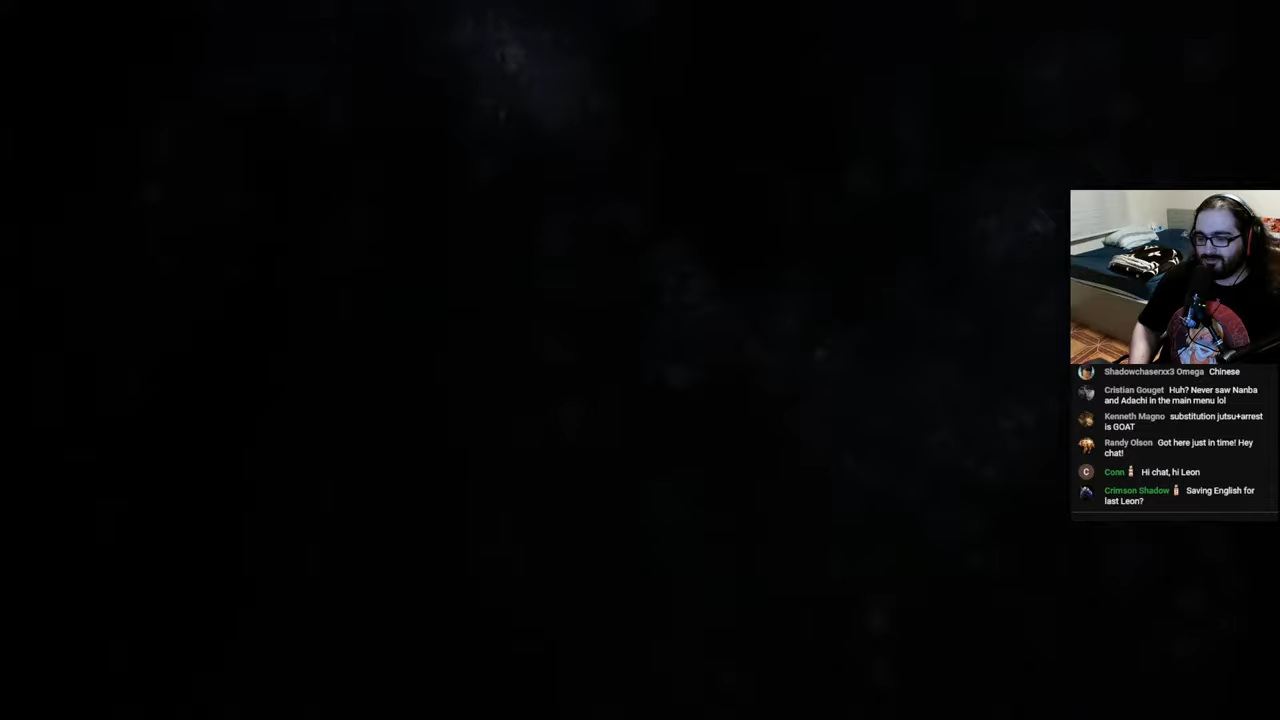 Shadowchaserxx3 Omega Chinese
Cristian Gouget Huh? Never saw Nanba
and Adachi in the main menu lol
Kenneth Magno substitution jutsu+arrest
is GOAT
Randy Olson Got here just in time! Hey
chat!
C Conn Hi chat, hi Leon
Crimson Shadow Saving English for
last Leon?